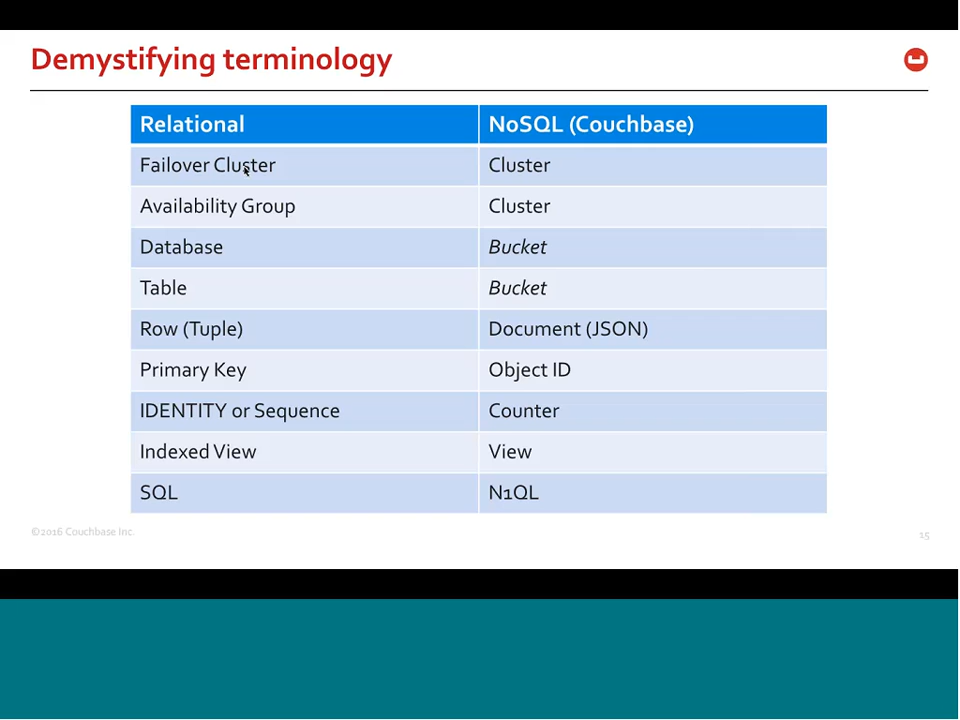 Demystifying terminology
Relational NoSQL (Couchbase)
Failover Cluster Cluster
Availability Group Cluster
Database Bucket
Table Bucket
Row (Tuple) Document (JSON)
Primary Key Object ID
IDENTITY or Sequence Counter
Indexed View View
SQL N1QL
©2016 Couchbase Inc. 15